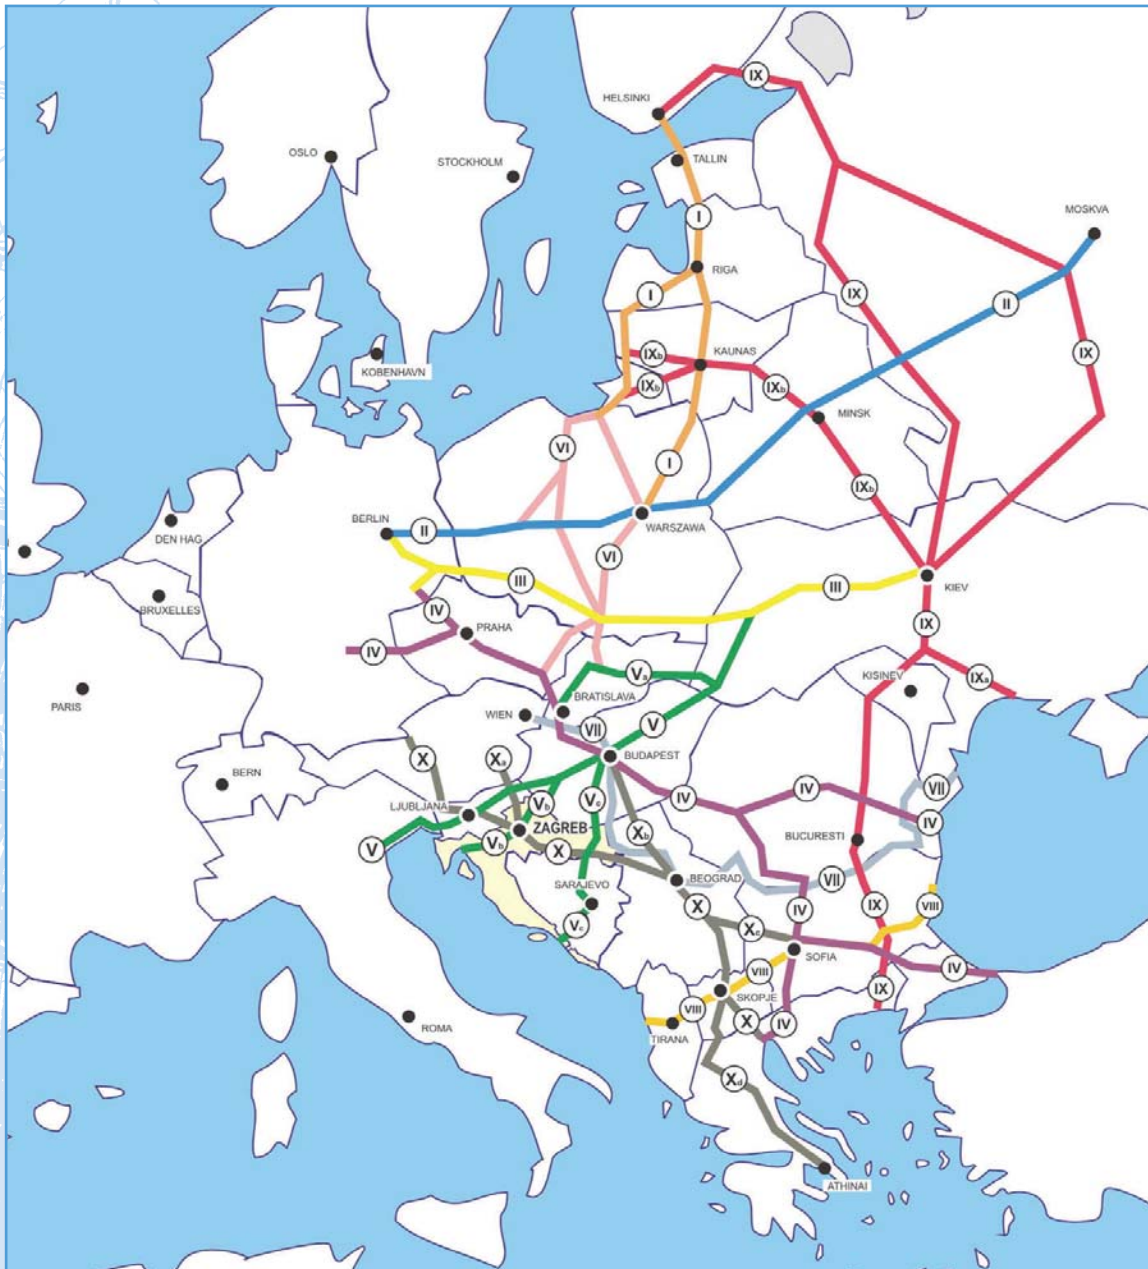 IX
HELSINKI
OSLO
STOCKHOLM
TALLIN
MOSKVA
I
RIGA
I
IX
II
KOBENHAVN
IXb
KAUNAS
IX
IXb
IXb
MINSK
VI
I
IXb
BERLIN
II
WARSZAWA
DEN HAG
VI
III
III
KIEV
BRUXELLES
IV
PRAHA
IX
IV
Va
KISINEV
IXa
PARIS
BRATISLAVA
WIEN
VII
V
X
Xa
BUDAPEST
BERN
IV
IV
VII
LJUBLJANA
Vb
Vc
IV
ZAGREB
Xb
BUCURESTI
V
Vb
X
BEOGRAD
VII
SARAJEVO
X
IV
IX
VIII
Vc
Xc
SOFIA
VIII
IV
SKOPJE
IX
VIII
X
IV
ROMA
TIRANA
Xd
ATHINAI